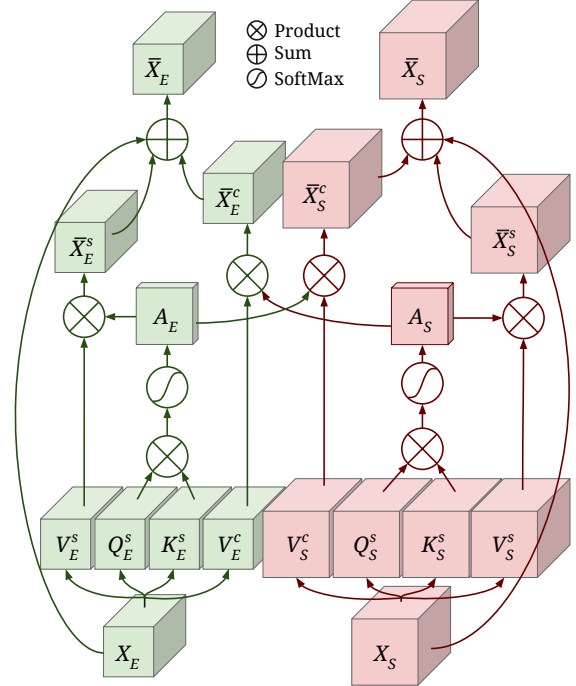 Product
Sum
SoftMax
X̅_E
X̅_S
X̅_E^c
X̅_S^c
X̅_E^s
X̅_S^s
A_E
A_S
V_E^s Q_E^s K_E^s V_E^c
V_S^c Q_S^s K_S^s V_S^s
X_E
X_S